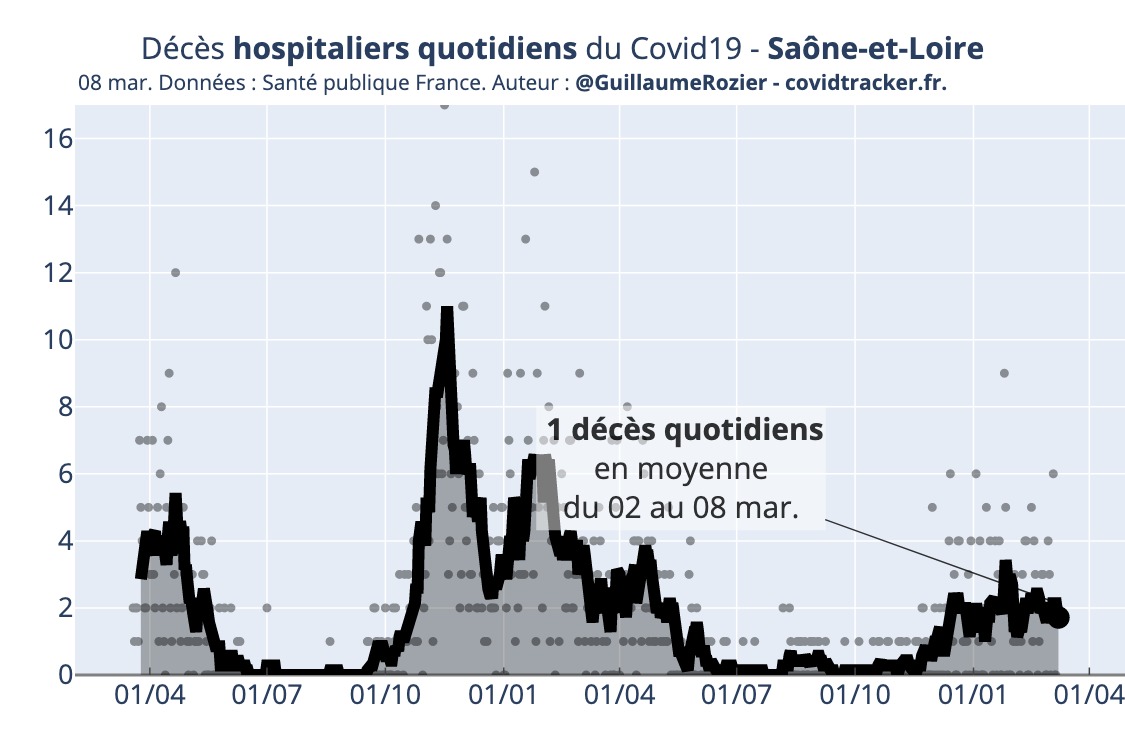 Décès hospitaliers quotidiens du Covid19 - Saône-et-Loire
08 mar. Données : Santé publique France. Auteur : @GuillaumeRozier - covidtracker.fr.
16
14
12
10
8
1 décès quotidiens
en moyenne
du 02 au 08 mar.
6
4
2
0
01/04 01/07 01/10 01/01 01/04 01/07 01/10 01/01 01/04